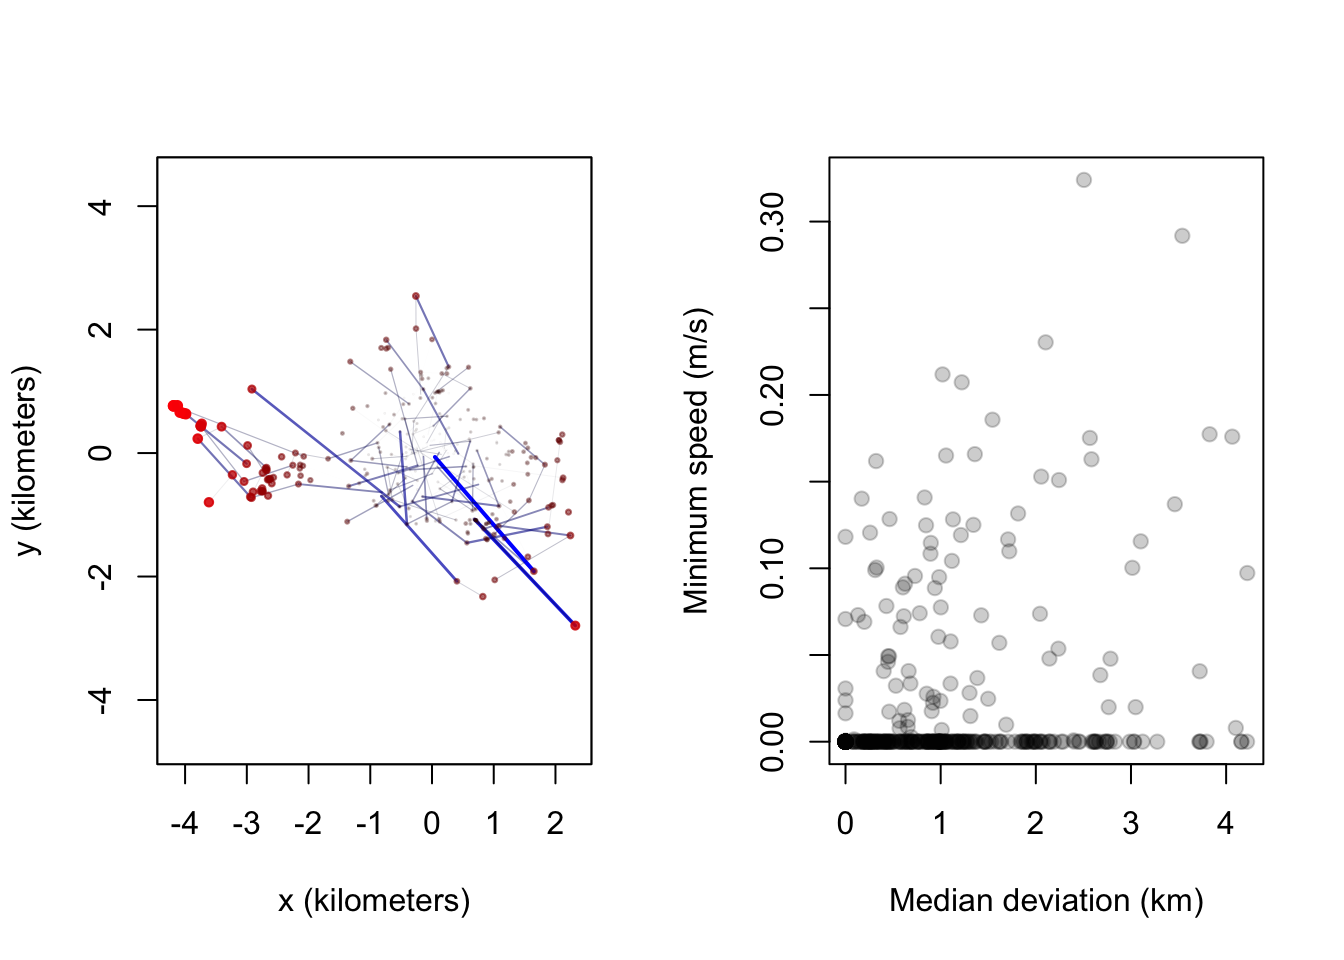 4
2
0
-2
-4
y (kilometers)
-4 -3 -2 -1 0 1 2
x (kilometers)
0.30
0.20
0.10
0.00
Minimum speed (m/s)
0 1 2 3 4
Median deviation (km)